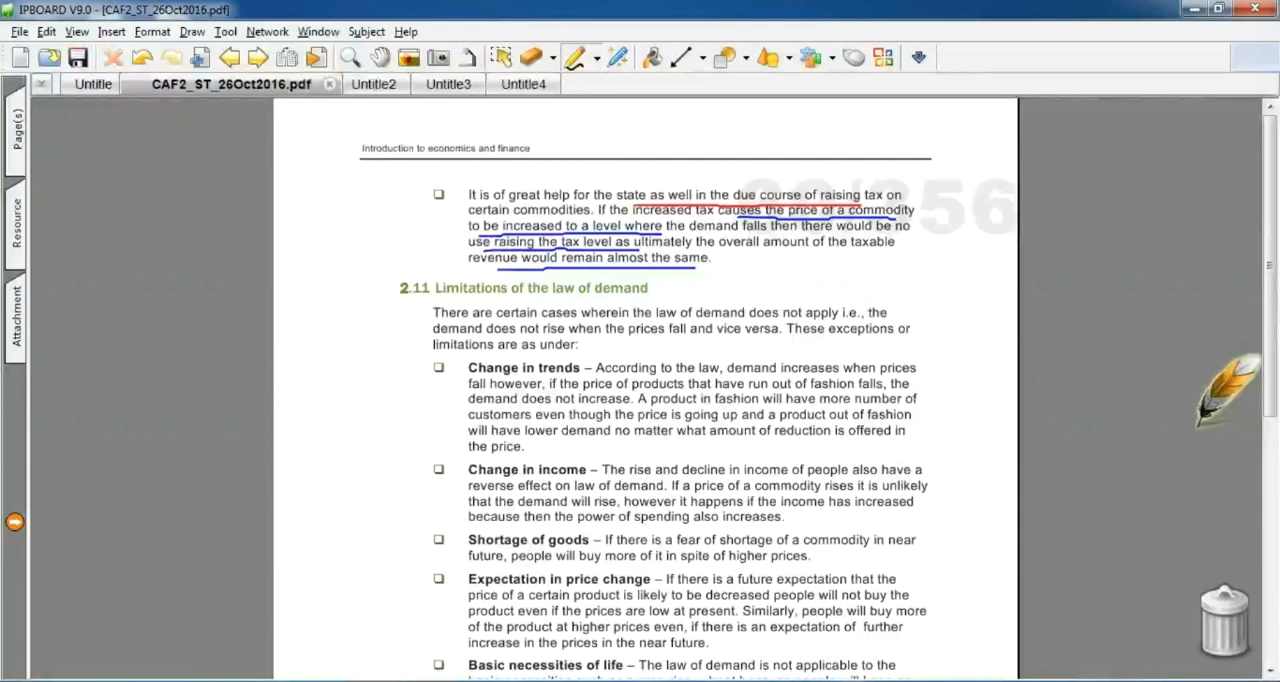 IPBOARD V9.0 - [CAF2_ST_26Oct2016.pdf]
File Edit View Insert Format Draw Tool Network Window Subject Help
Untitle CAF2_ST_26Oct2016.pdf Untitle2 Untitle3 Untitle4
Page(s)
Resource
Attachment
Introduction to economics and finance
❑ It is of great help for the state as well in the due course of raising tax on
certain commodities. If the increased tax causes the price of a commodity
to be increased to a level where the demand falls then there would be no
use raising the tax level as ultimately the overall amount of the taxable
revenue would remain almost the same.
2.11 Limitations of the law of demand
There are certain cases wherein the law of demand does not apply i.e., the
demand does not rise when the prices fall and vice versa. These exceptions or
limitations are as under:
❑ Change in trends – According to the law, demand increases when prices
fall however, if the price of products that have run out of fashion falls, the
demand does not increase. A product in fashion will have more number of
customers even though the price is going up and a product out of fashion
will have lower demand no matter what amount of reduction is offered in
the price.
❑ Change in income – The rise and decline in income of people also have a
reverse effect on law of demand. If a price of a commodity rises it is unlikely
that the demand will rise, however it happens if the income has increased
because then the power of spending also increases.
❑ Shortage of goods – If there is a fear of shortage of a commodity in near
future, people will buy more of it in spite of higher prices.
❑ Expectation in price change – If there is a future expectation that the
price of a certain product is likely to be decreased people will not buy the
product even if the prices are low at present. Similarly, people will buy more
of the product at higher prices even, if there is an expectation of further
increase in the prices in the near future.
❑ Basic necessities of life – The law of demand is not applicable to the